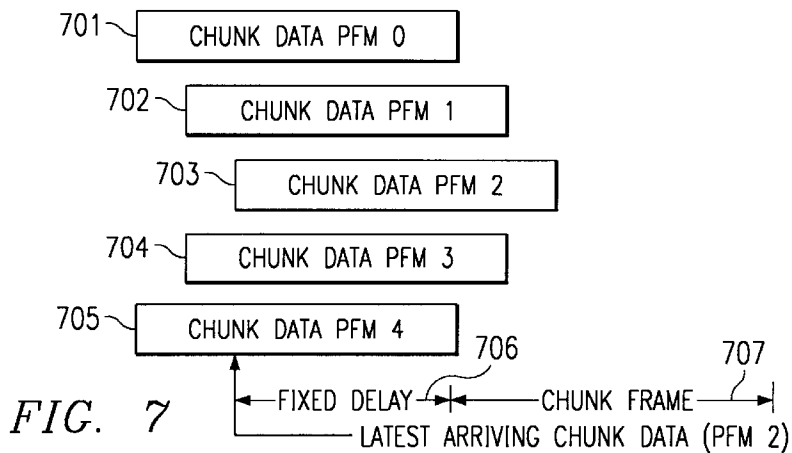 701 CHUNK DATA PFM 0
702 CHUNK DATA PFM 1
703 CHUNK DATA PFM 2
704 CHUNK DATA PFM 3
705 CHUNK DATA PFM 4
706
707
FIXED DELAY CHUNK FRAME
LATEST ARRIVING CHUNK DATA (PFM 2)
FIG. 7